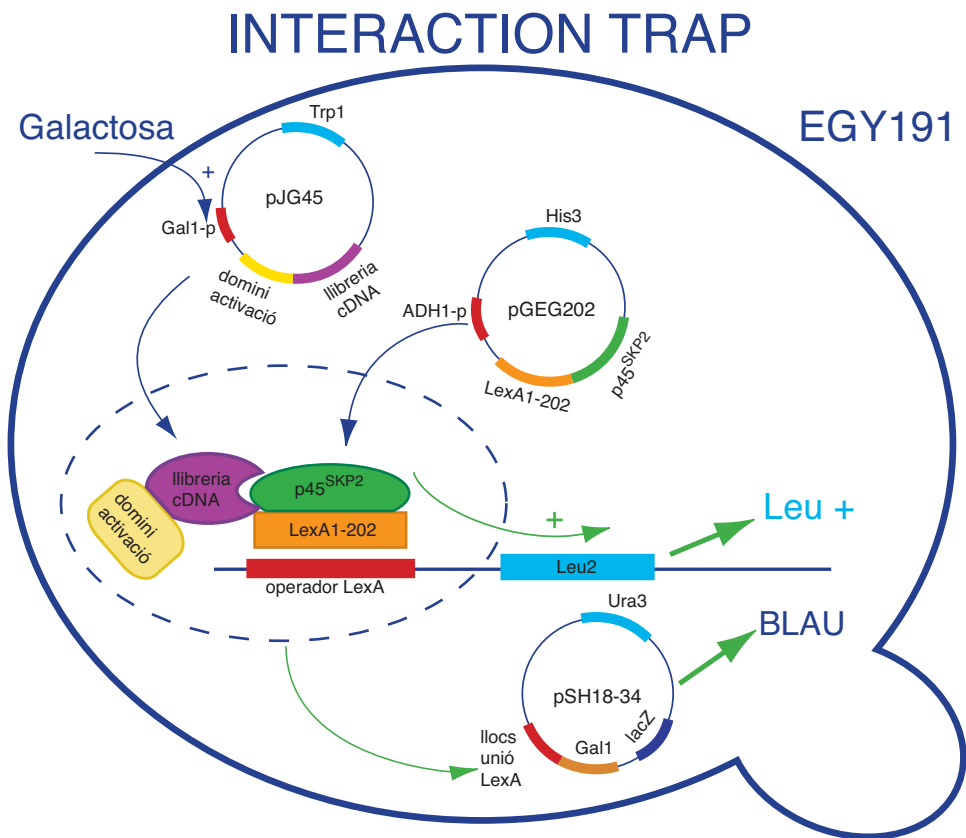 INTERACTION TRAP
Galactosa
EGY191
Trp1
+
pJG45
Gal1-p
domini
activació
llibreria
cDNA
His3
ADH1-p
pGEG202
LexA1-202
p45SKP2
llibreria
cDNA
domini
activació
p45SKP2
LexA1-202
+
Leu +
operador LexA
Leu2
Ura3
BLAU
pSH18-34
llocs
unió
LexA
Gal1
lacZ